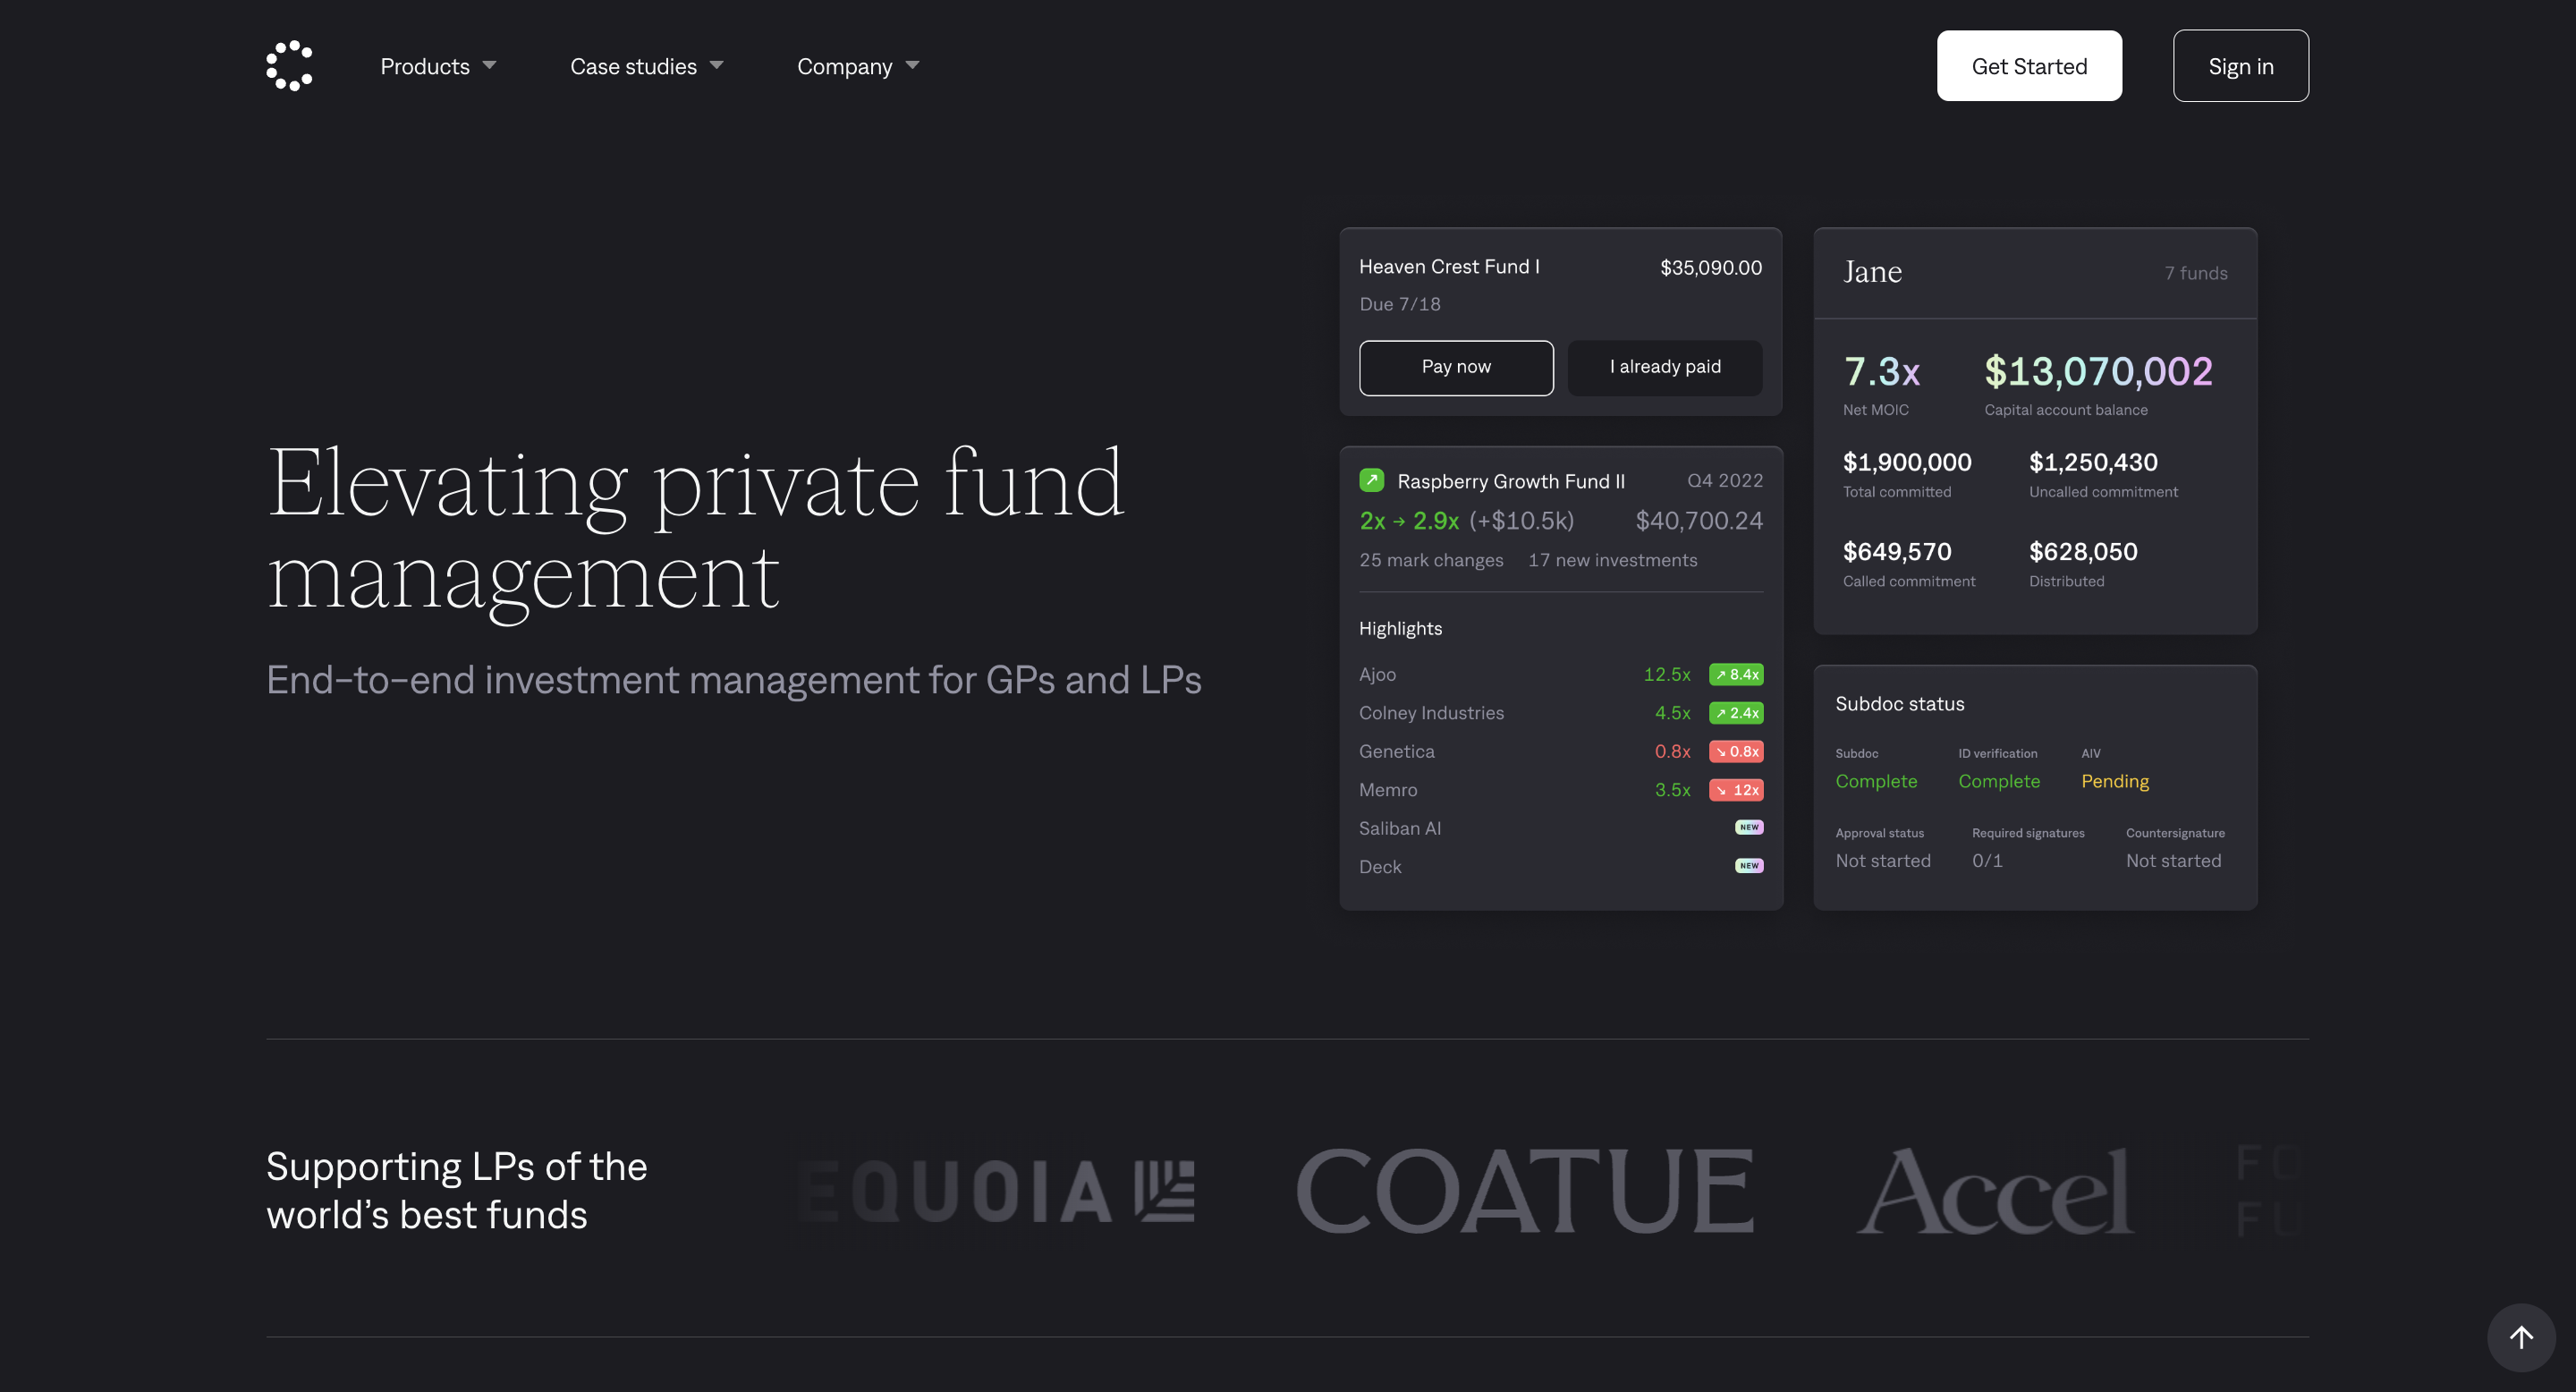 Products
Case studies
Company
Get Started
Sign in
Elevating private fund
management
End-to-end investment management for GPs and LPs
Heaven Crest Fund I $35,090.00
Due 7/18
Pay now I already paid
Raspberry Growth Fund II Q4 2022
2x → 2.9x (+$10.5k) $40,700.24
25 mark changes 17 new investments
Highlights
Ajoo 12.5x ↗ 8.4x
Colney Industries 4.5x ↗ 2.4x
Genetica 0.8x ↘ 0.8x
Memro 3.5x ↘ 12x
Saliban AI NEW
Deck NEW
Jane 7 funds
7.3x $13,070,002
Net MOIC Capital account balance
$1,900,000 $1,250,430
Total committed Uncalled commitment
$649,570 $628,050
Called commitment Distributed
Subdoc status
Subdoc ID verification AIV
Complete Complete Pending
Approval status Required signatures Countersignature
Not started 0/1 Not started
Supporting LPs of the
world's best funds
EQUOIA
COATUE
Accel
FO
FU